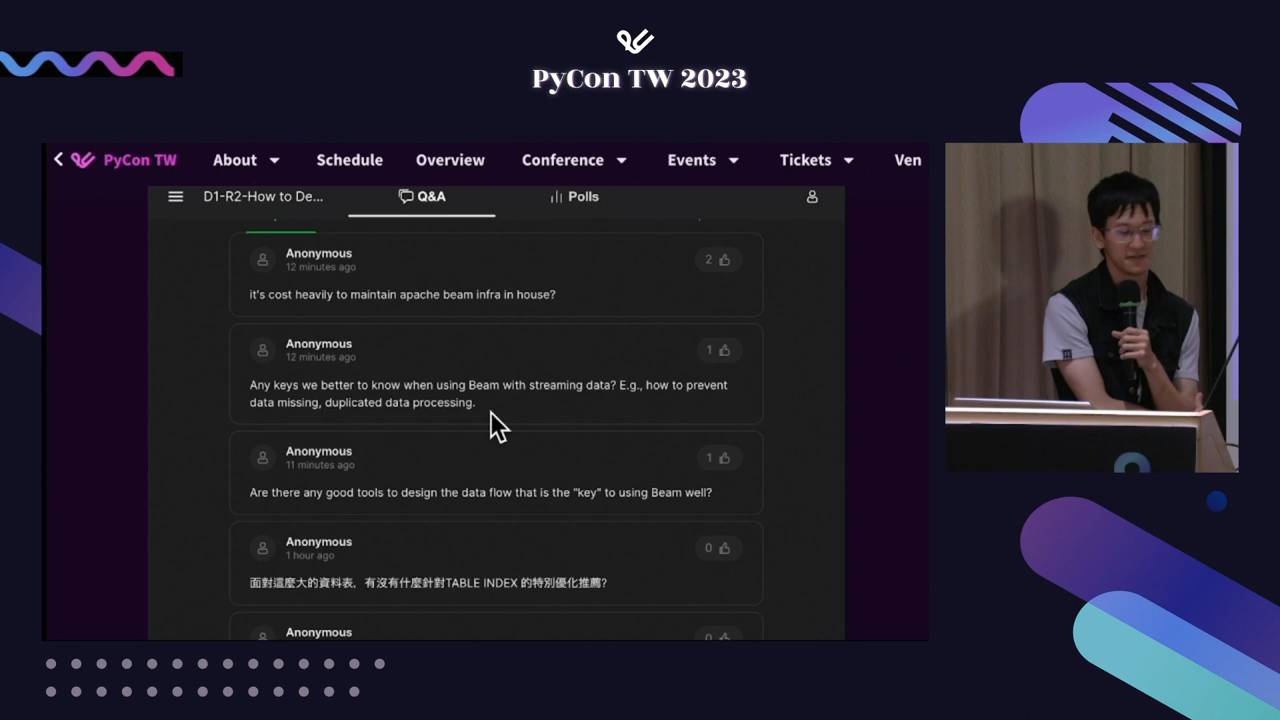 PyCon TW 2023
PyCon TW
About
Schedule
Overview
Conference
Events
Tickets
Ven
D1-R2-How to De...
Q&A
Polls
Anonymous
12 minutes ago
2
it's cost heavily to maintain apache beam infra in house?
Anonymous
12 minutes ago
1
Any keys we better to know when using Beam with streaming data? E.g., how to prevent
data missing, duplicated data processing.
Anonymous
11 minutes ago
1
Are there any good tools to design the data flow that is the "key" to using Beam well?
Anonymous
1 hour ago
0
面對這麼大的資料表，有沒有什麼針對TABLE INDEX 的特別優化推薦?
Anonymous
0